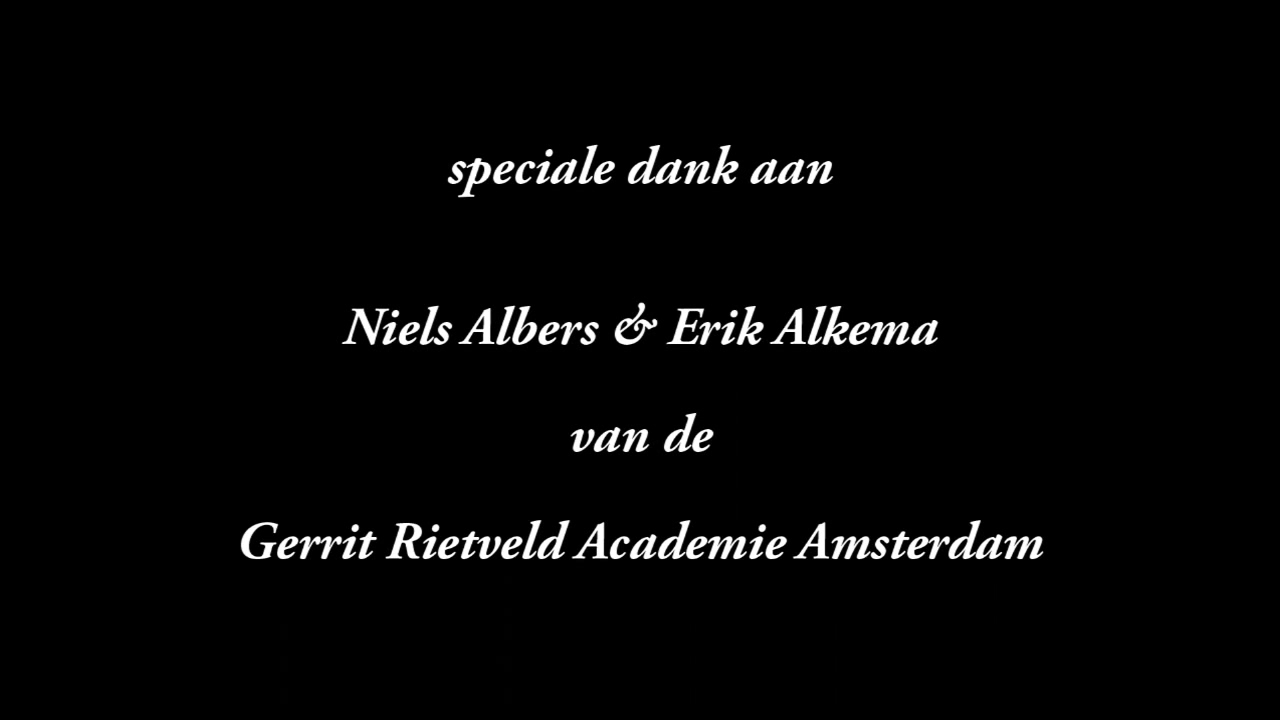 speciale dank aan
Niels Albers & Erik Alkema
van de
Gerrit Rietveld Academie Amsterdam